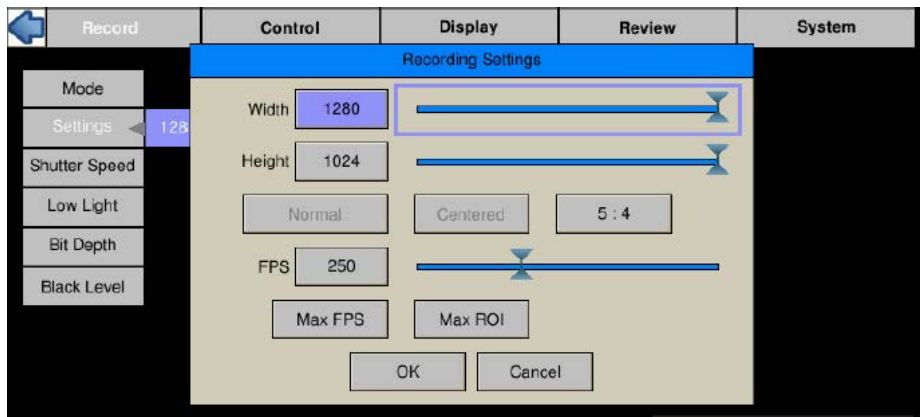 Record Control Display Review System
Recording Settings
Mode
Settings 128
Shutter Speed
Low Light
Bit Depth
Black Level
Width 1280
Height 1024
Normal Centered 5 : 4
FPS 250
Max FPS Max ROI
OK Cancel